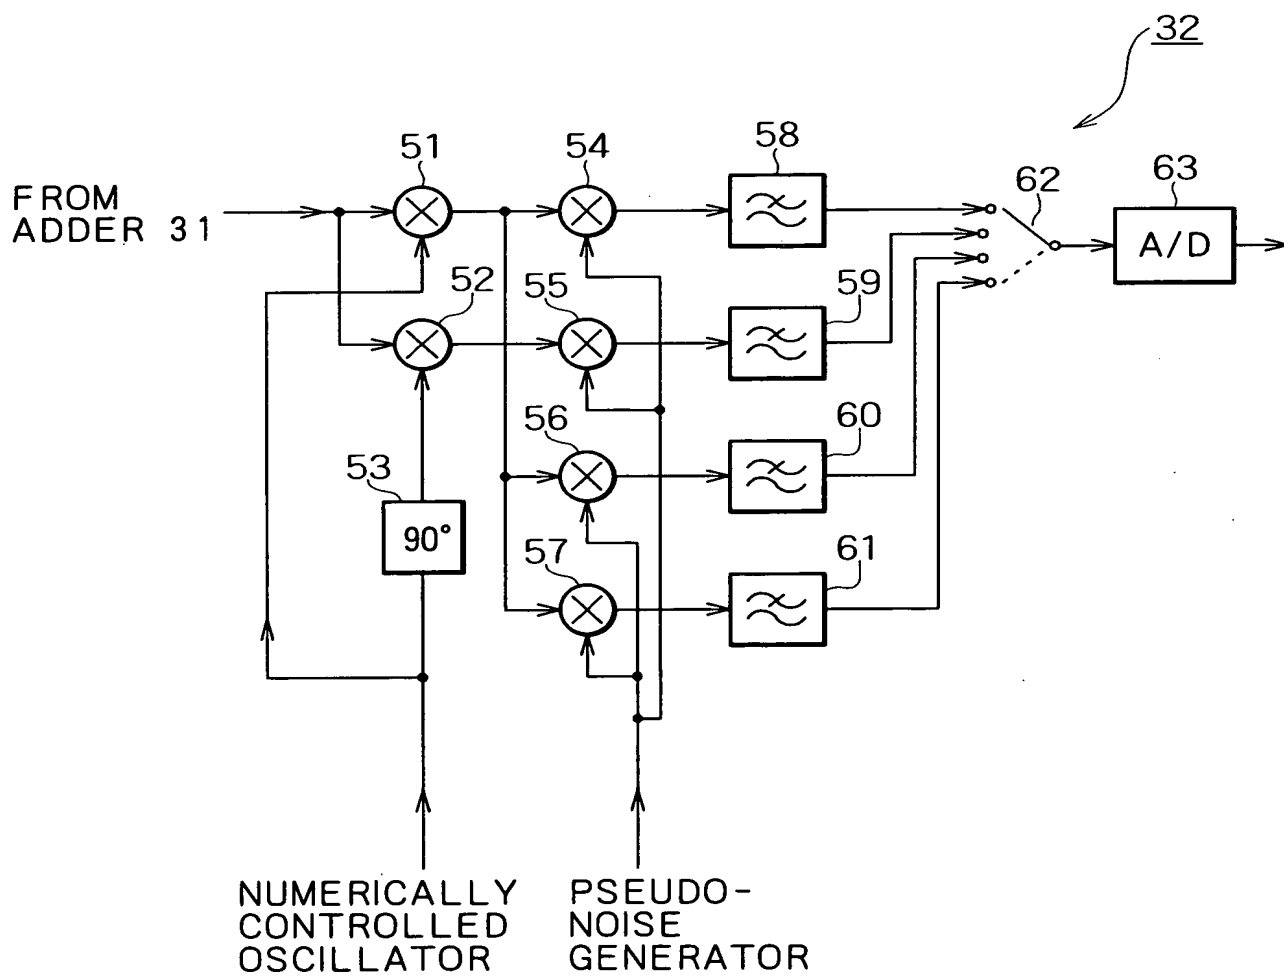 32
51
54
58
62
63
FROM
ADDER 31
A/D
52
55
59
56
60
53
90°
57
61
NUMERICALLY
CONTROLLED
OSCILLATOR
PSEUDO-
NOISE
GENERATOR